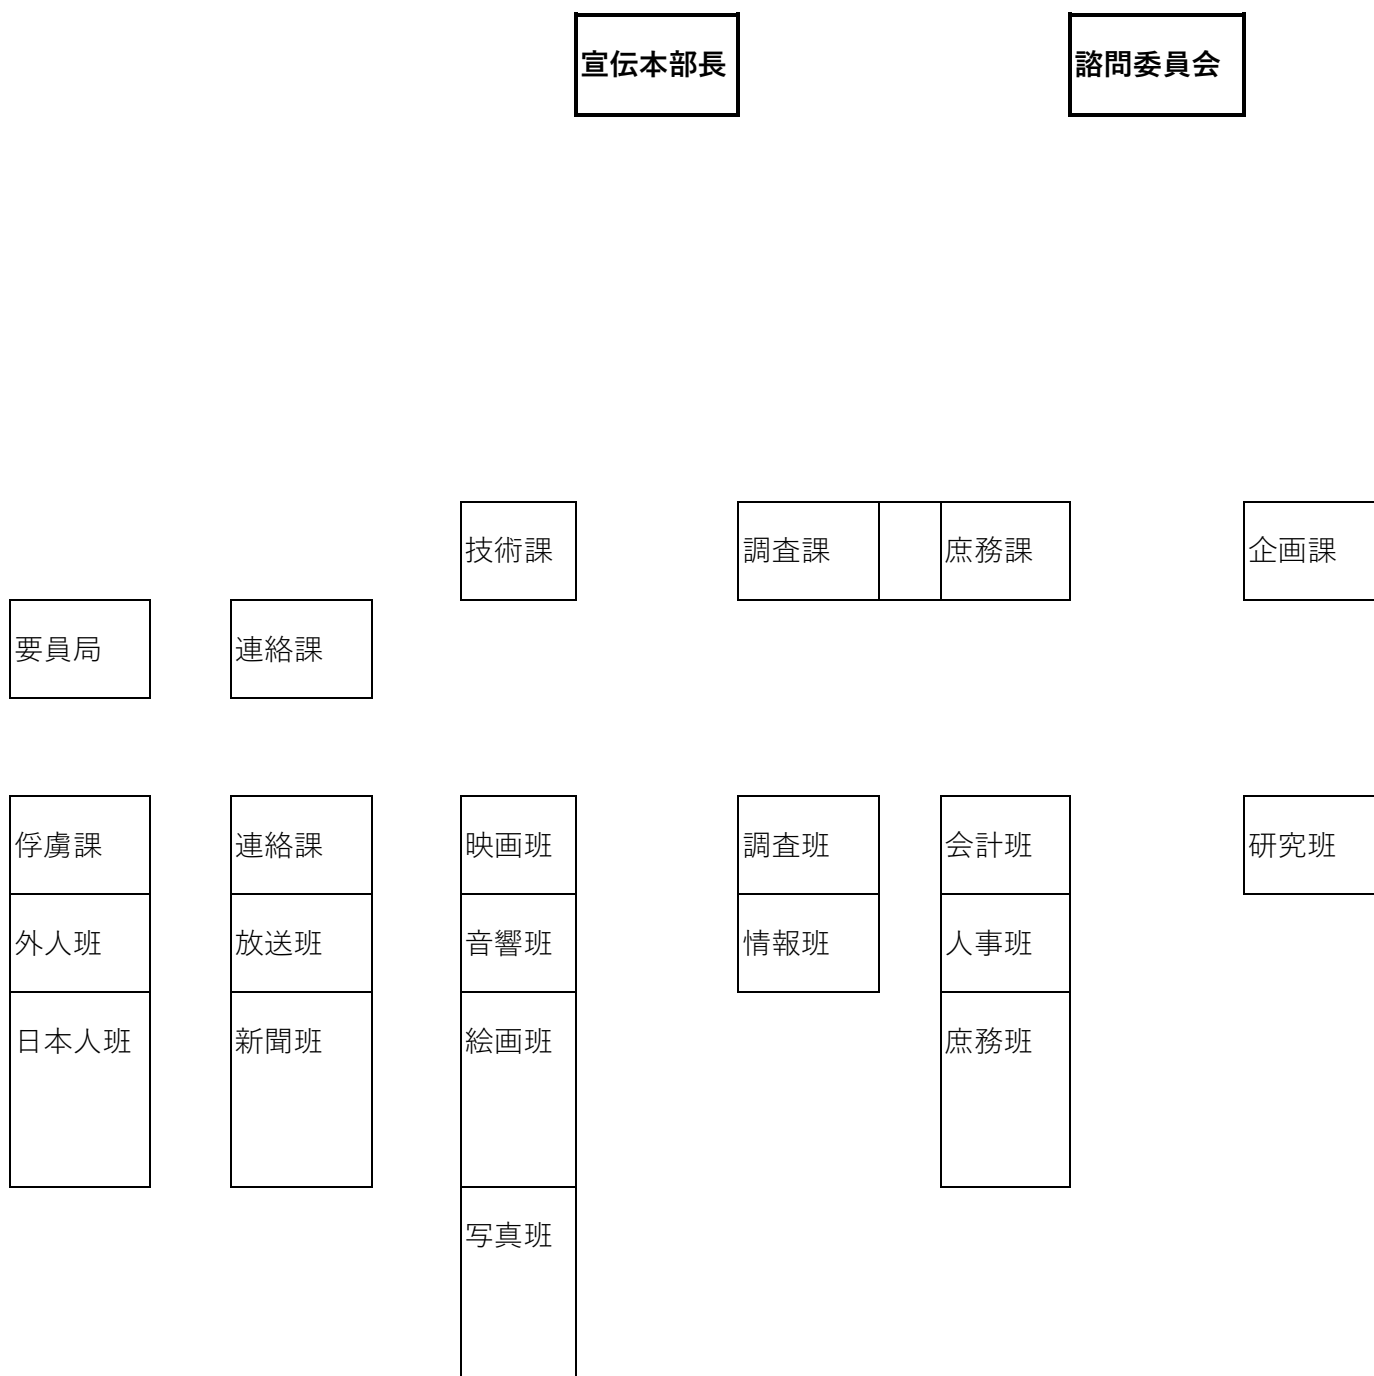 宣伝本部長
諮問委員会
技術課
調査課
庶務課
企画課
要員局
連絡課
俘虜課
連絡課
映画班
調査班
会計班
研究班
外人班
放送班
音響班
情報班
人事班
日本人班
新聞班
絵画班
庶務班
写真班